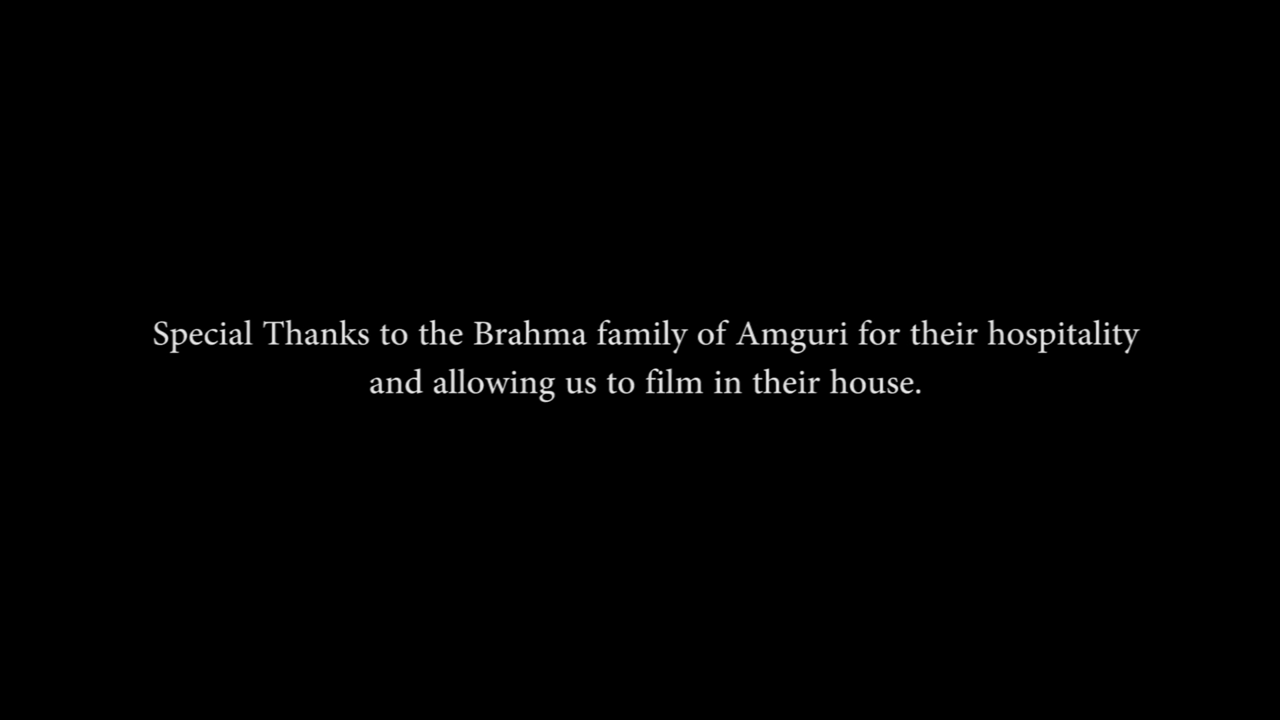 Special Thanks to the Brahma family of Amguri for their hospitality
and allowing us to film in their house.